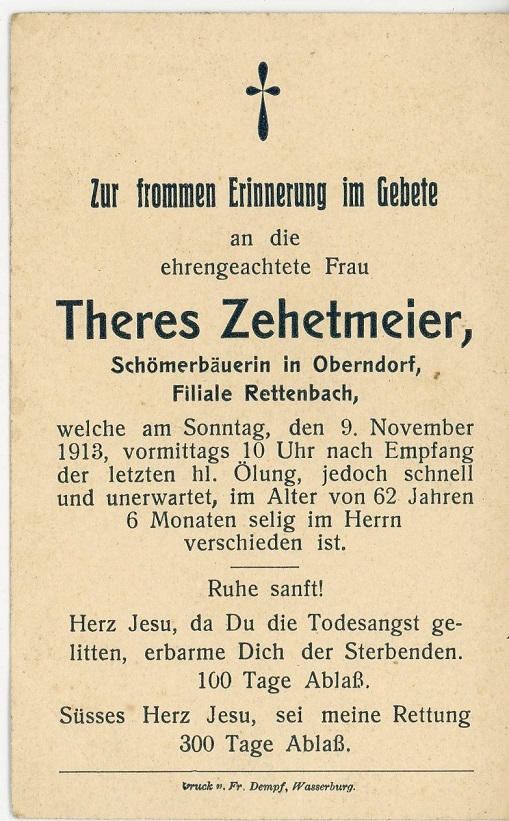 Zur frommen Erinnerung im Gebete
an die
ehrengeachtete Frau
Theres Zehetmeier,
Schömerbäuerin in Oberndorf,
Filiale Rettenbach,
welche am Sonntag, den 9. November
1913, vormittags 10 Uhr nach Empfang
der letzten hl. Ölung, jedoch schnell
und unerwartet, im Alter von 62 Jahren
6 Monaten selig im Herrn
verschieden ist.
Ruhe sanft!
Herz Jesu, da Du die Todesangst ge-
litten, erbarme Dich der Sterbenden.
100 Tage Ablaß.
Süsses Herz Jesu, sei meine Rettung
300 Tage Ablaß.
Druck v. Fr. Dempf, Wasserburg.